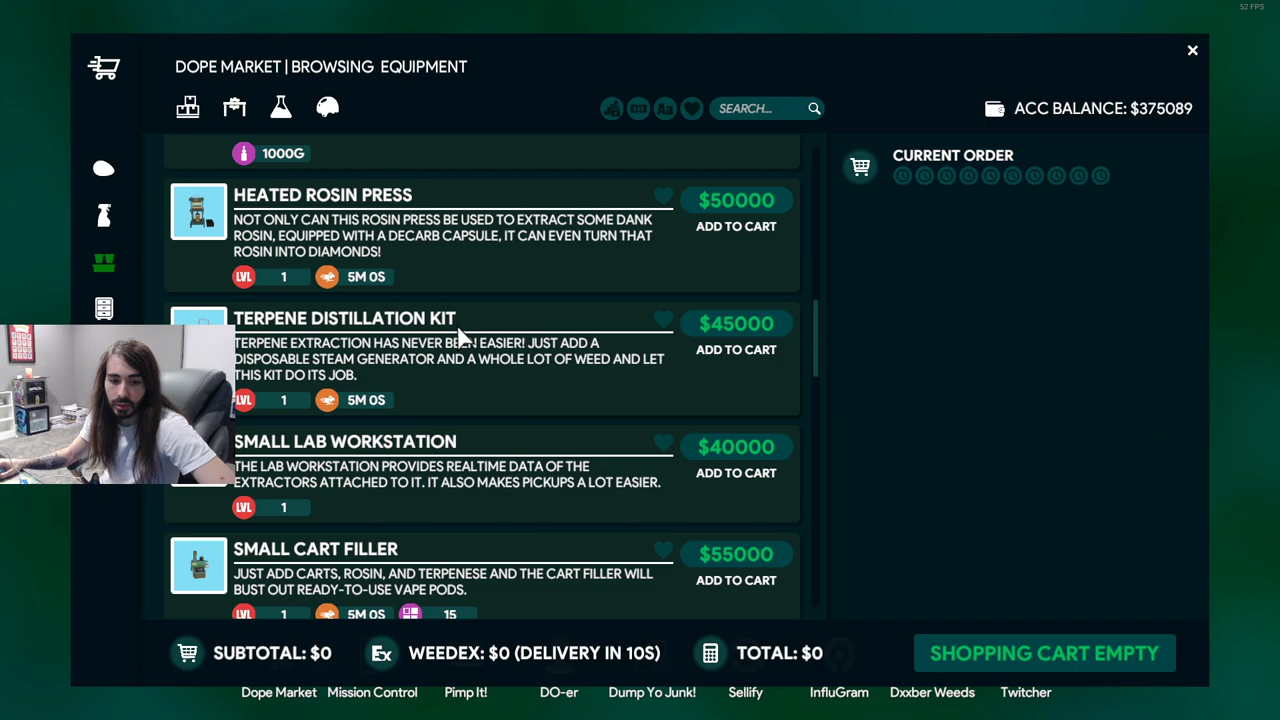 52 FPS
DOPE MARKET | BROWSING EQUIPMENT
Aa
SEARCH...
ACC BALANCE: $375089
1000G
CURRENT ORDER
HEATED ROSIN PRESS
$50000
NOT ONLY CAN THIS ROSIN PRESS BE USED TO EXTRACT SOME DANK
ROSIN, EQUIPPED WITH A DECARB CAPSULE, IT CAN EVEN TURN THAT
ROSIN INTO DIAMONDS!
ADD TO CART
LVL 1 5M 0S
TERPENE DISTILLATION KIT
$45000
TERPENE EXTRACTION HAS NEVER BEEN EASIER! JUST ADD A
DISPOSABLE STEAM GENERATOR AND A WHOLE LOT OF WEED AND LET
THIS KIT DO ITS JOB.
ADD TO CART
LVL 1 5M 0S
SMALL LAB WORKSTATION
$40000
THE LAB WORKSTATION PROVIDES REALTIME DATA OF THE
EXTRACTORS ATTACHED TO IT. IT ALSO MAKES PICKUPS A LOT EASIER.
ADD TO CART
LVL 1
SMALL CART FILLER
$55000
JUST ADD CARTS, ROSIN, AND TERPENESE AND THE CART FILLER WILL
BUST OUT READY-TO-USE VAPE PODS.
ADD TO CART
LVL 1 5M 0S 15
SUBTOTAL: $0
Ex WEEDEX: $0 (DELIVERY IN 10S)
TOTAL: $0
SHOPPING CART EMPTY
Dope Market Mission Control Pimp It! DO-er Dump Yo Junk! Sellify InfluGram Dxxber Weeds Twitcher